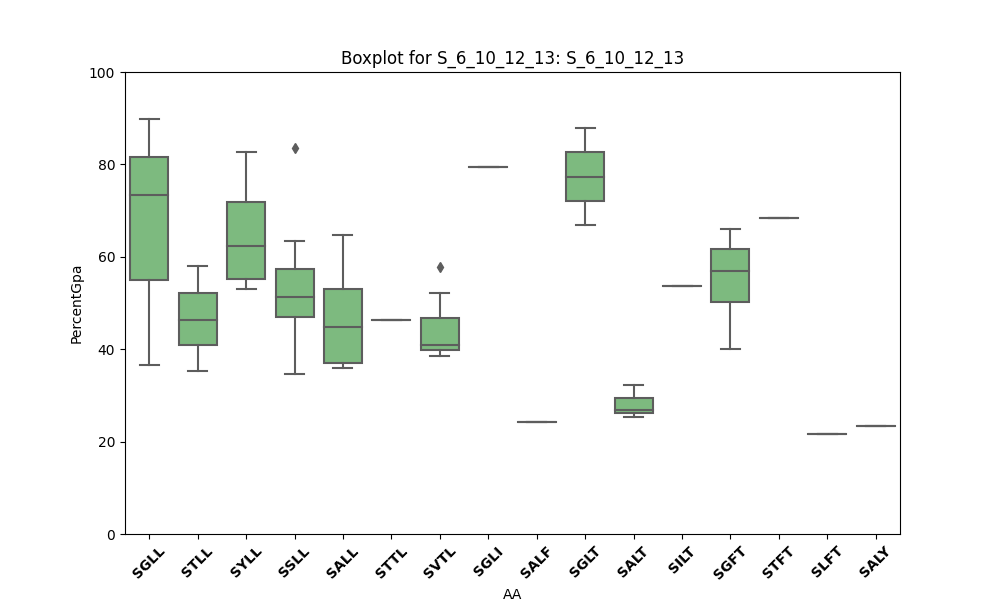 Boxplot for S_6_10_12_13: S_6_10_12_13
100
80
60
40
20
0
PercentGpa
SGLL STLL SYLL SSLL SALL STTL SVTL SGLI SALF SGLT SALT SILT SGFT STFT SLFT SALY
AA